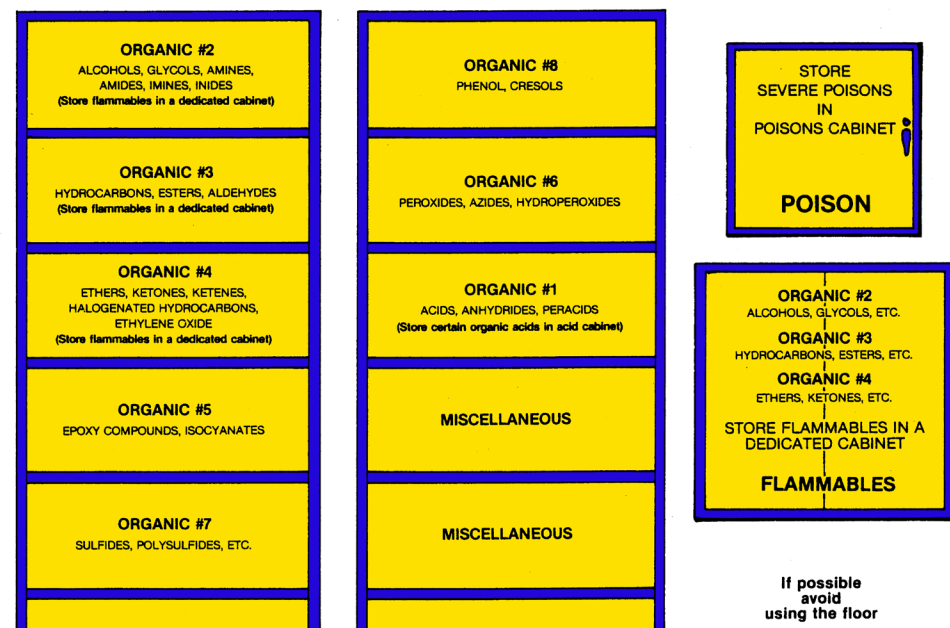 ORGANIC #2
ALCOHOLS, GLYCOLS, AMINES,
AMIDES, IMINES, INIDES
(Store flammables in a dedicated cabinet)
ORGANIC #3
HYDROCARBONS, ESTERS, ALDEHYDES
(Store flammables in a dedicated cabinet)
ORGANIC #4
ETHERS, KETONES, KETENES,
HALOGENATED HYDROCARBONS,
ETHYLENE OXIDE
(Store flammables in a dedicated cabinet)
ORGANIC #5
EPOXY COMPOUNDS, ISOCYANATES
ORGANIC #7
SULFIDES, POLYSULFIDES, ETC.
ORGANIC #8
PHENOL, CRESOLS
ORGANIC #6
PEROXIDES, AZIDES, HYDROPEROXIDES
ORGANIC #1
ACIDS, ANHYDRIDES, PERACIDS
(Store certain organic acids in acid cabinet)
MISCELLANEOUS
MISCELLANEOUS
STORE
SEVERE POISONS
IN
POISONS CABINET
POISON
ORGANIC #2
ALCOHOLS, GLYCOLS, ETC.
ORGANIC #3
HYDROCARBONS, ESTERS, ETC.
ORGANIC #4
ETHERS, KETONES, ETC.
STORE FLAMMABLES IN A
DEDICATED CABINET
FLAMMABLES
If possible
avoid
using the floor